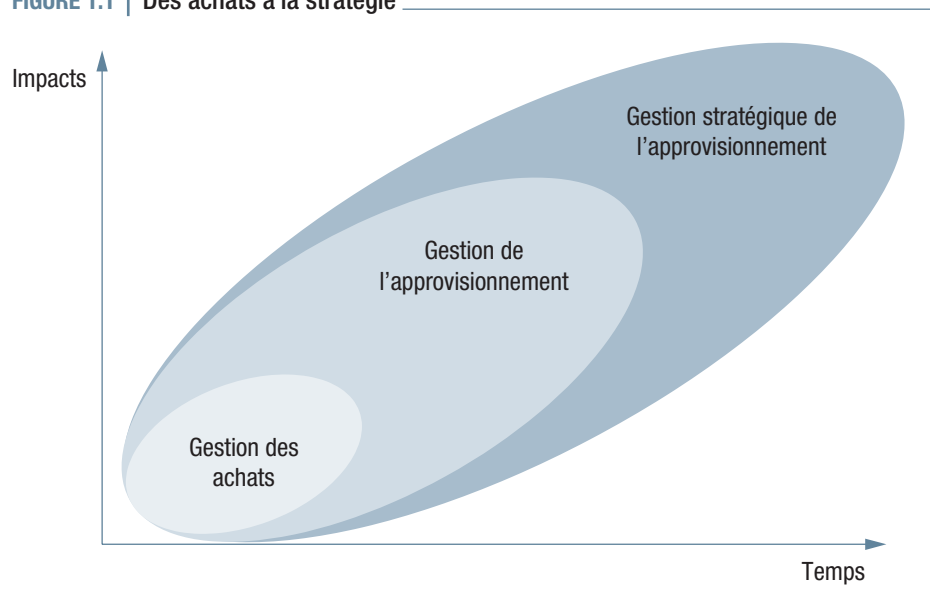 FIGURE 1.1 | Des achats à la stratégie
Impacts
Gestion stratégique de
l'approvisionnement
Gestion de
l'approvisionnement
Gestion des
achats
Temps